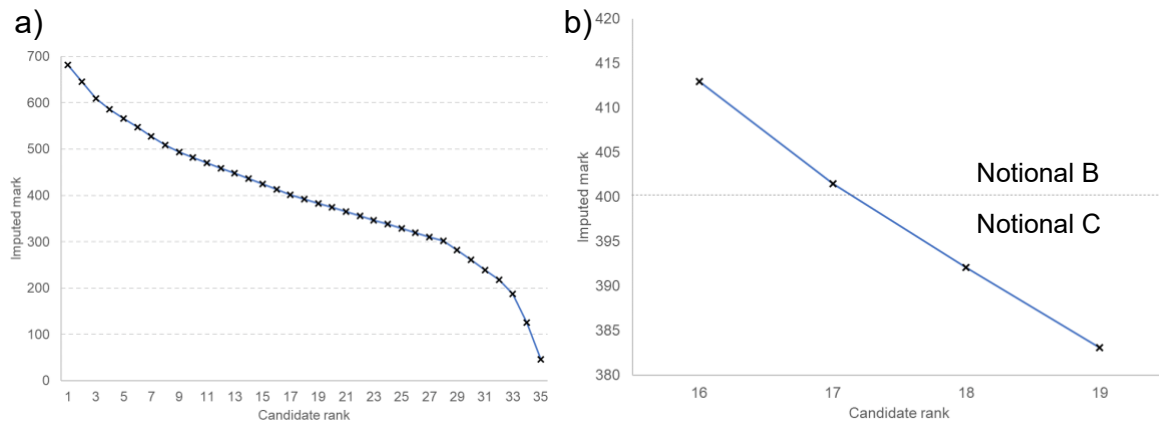 a)
700
600
500
400
300
200
100
0
Imputed mark
1 3 5 7 9 11 13 15 17 19 21 23 25 27 29 31 33 35
Candidate rank
b)
420
415
410
405
400
395
390
385
380
Imputed mark
Notional B
Notional C
16 17 18 19
Candidate rank